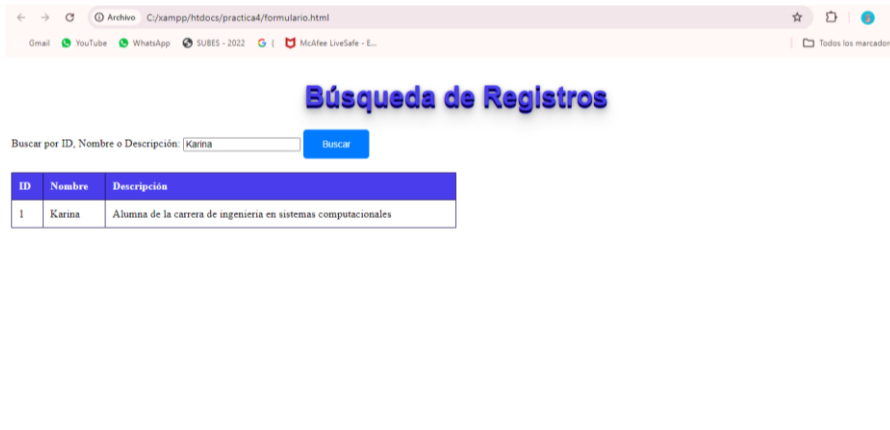 Archivo C:/xampp/htdocs/practica4/formulario.html
Gmail YouTube WhatsApp SUBES - 2022 ( McAfee LiveSafe - E...
Todos los marcador
Búsqueda de Registros
Buscar por ID, Nombre o Descripción: Karina Buscar
ID Nombre Descripción
1 Karina Alumna de la carrera de ingenieria en sistemas computacionales